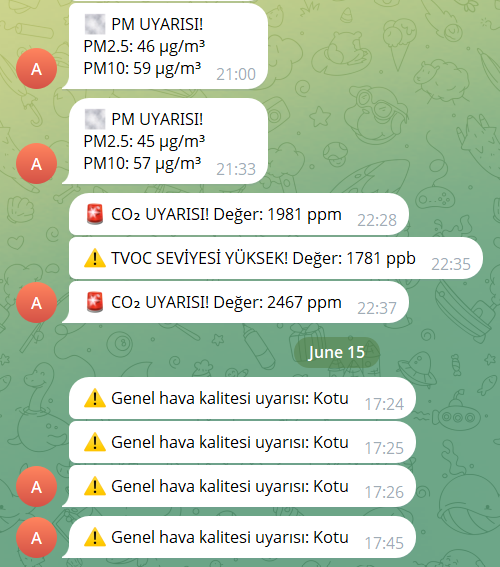 PM UYARISI!
PM2.5: 46 µg/m³
PM10: 59 µg/m³ 21:00
A
PM UYARISI!
PM2.5: 45 µg/m³
PM10: 57 µg/m³ 21:33
A
CO₂ UYARISI! Değer: 1981 ppm 22:28
TVOC SEVİYESİ YÜKSEK! Değer: 1781 ppb 22:35
CO₂ UYARISI! Değer: 2467 ppm 22:37
A
June 15
Genel hava kalitesi uyarısı: Kotu 17:24
Genel hava kalitesi uyarısı: Kotu 17:25
Genel hava kalitesi uyarısı: Kotu 17:26
A
Genel hava kalitesi uyarısı: Kotu 17:45
A